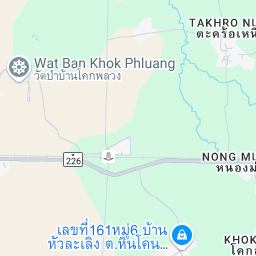 TAKHRO N
ตะคร้อเหนื
Wat Ban Khok Phluang
วัดป่าบ้านโคกพลวง
226
NONG MU
หนองม
เลขที่161หมู่6 บ้าน
หัวละเลิง ต.หินโคน...
KHOK
โคกส